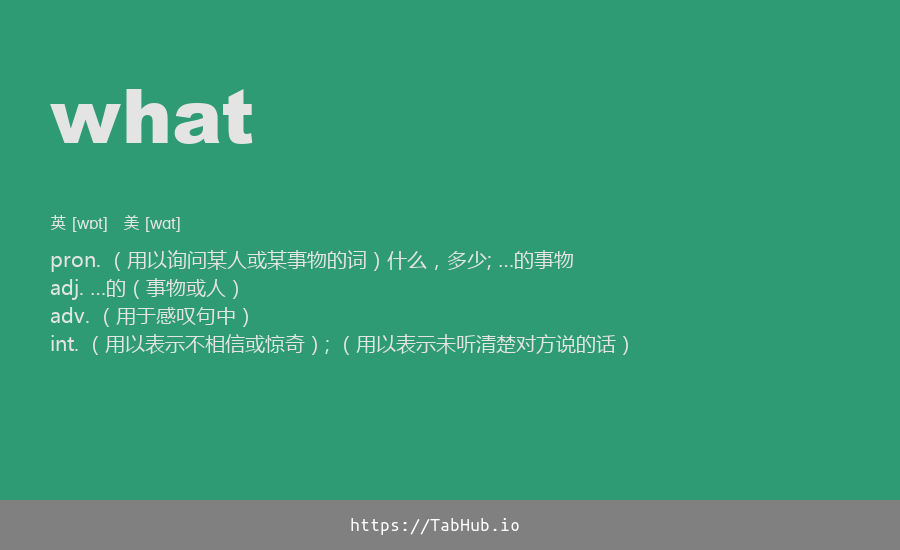 what
英 [wɒt] 美 [wɑt]
pron. （用以询问某人或某事物的词）什么，多少; ...的事物
adj. ...的（事物或人）
adv. （用于感叹句中）
int. （用以表示不相信或惊奇）; （用以表示未听清楚对方说的话）
https://TabHub.io